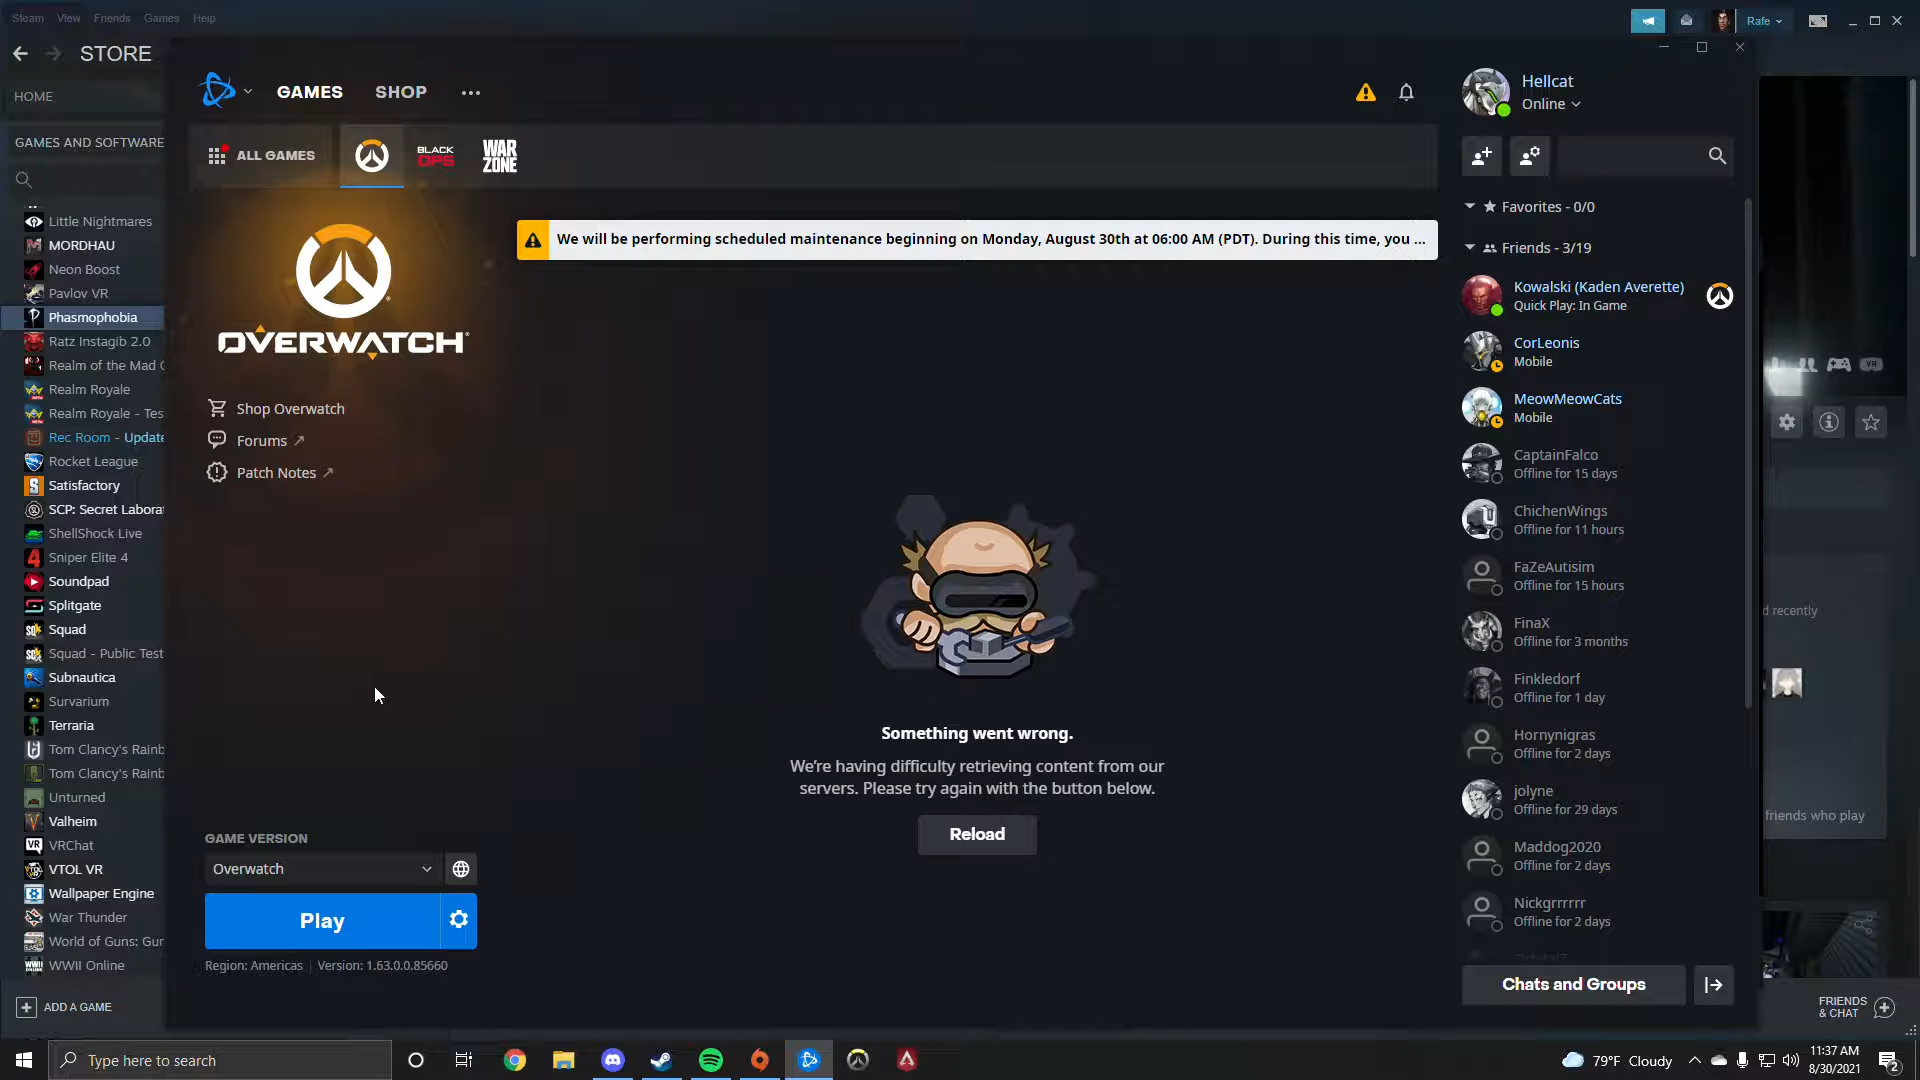 Steam View Friends Games Help
Rafe
STORE
HOME
GAMES AND SOFTWARE
Little Nightmares
MORDHAU
Neon Boost
Pavlov VR
Phasmophobia
Ratz Instagib 2.0
Realm of the Mad
Realm Royale
Realm Royale - Tes
Rec Room - Update
Rocket League
Satisfactory
SCP: Secret Laborat
ShellShock Live
Sniper Elite 4
Soundpad
Splitgate
Squad
Squad - Public Test
Subnautica
Survarium
Terraria
Tom Clancy's Rainb
Tom Clancy's Rainb
Unturned
Valheim
VRChat
VTOL VR
Wallpaper Engine
War Thunder
World of Guns: Gun
WWII Online
ADD A GAME
GAMES SHOP
ALL GAMES
BLACK OPS
WAR ZONE
OVERWATCH
We will be performing scheduled maintenance beginning on Monday, August 30th at 06:00 AM (PDT). During this time, you ...
Shop Overwatch
Forums
Patch Notes
Something went wrong.
We're having difficulty retrieving content from our
servers. Please try again with the button below.
Reload
GAME VERSION
Overwatch
Play
Region: Americas | Version: 1.63.0.0.85660
Hellcat
Online
Favorites - 0/0
Friends - 3/19
Kowalski (Kaden Averette)
Quick Play: In Game
CorLeonis
Mobile
MeowMeowCats
Mobile
CaptainFalco
Offline for 15 days
ChichenWings
Offline for 11 hours
FaZeAutisim
Offline for 15 hours
FinaX
Offline for 3 months
Finkledorf
Offline for 1 day
Hornynigras
Offline for 2 days
jolyne
Offline for 29 days
Maddog2020
Offline for 2 days
Nickgrrrrrr
Offline for 2 days
Chats and Groups
VR
d recently
friends who play
FRIENDS
& CHAT
Type here to search
79°F Cloudy
11:37 AM
8/30/2021
2